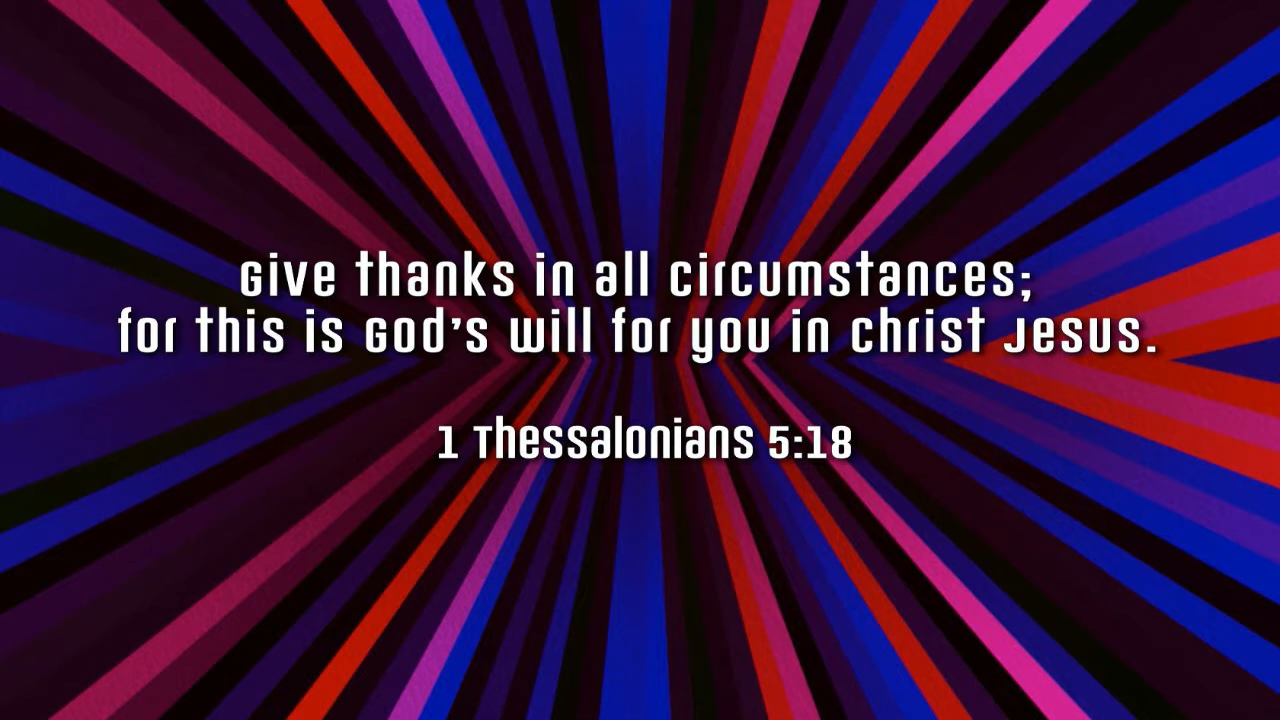 Give thanks in all circumstances;
for this is God's will for you in Christ Jesus.
1 Thessalonians 5:18